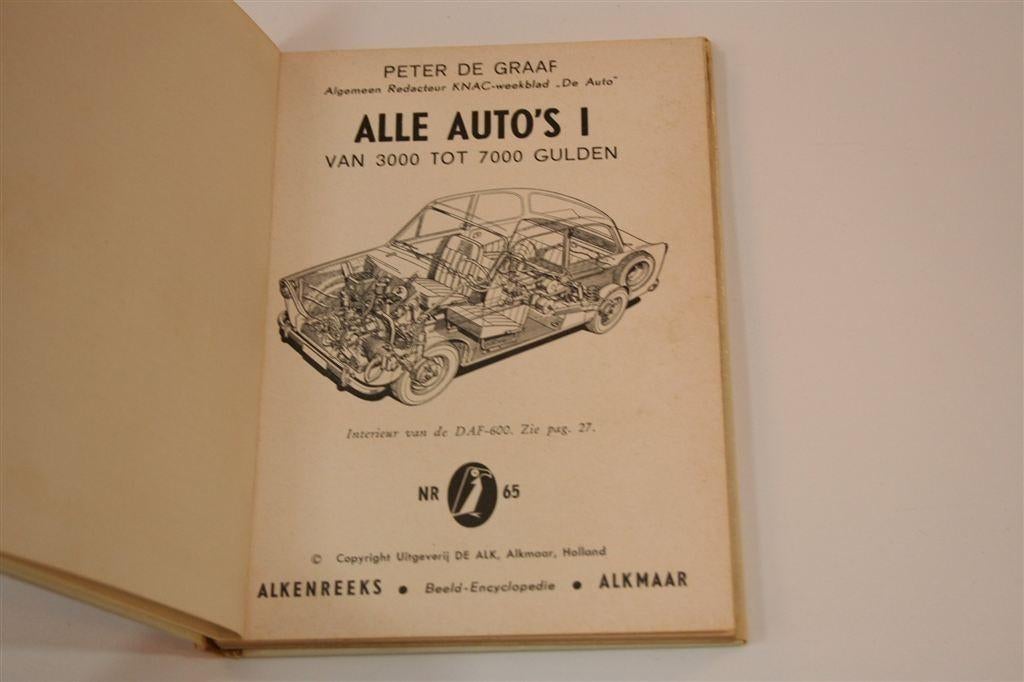 PETER DE GRAAF
Algemeen Redacteur KNAC-weekblad „De Auto"
ALLE AUTO'S I
VAN 3000 TOT 7000 GULDEN
Interieur van de DAF-600. Zie pag. 27.
NR 65
© Copyright Uitgeverij DE ALK, Alkmaar, Holland
ALKENREEKS • Beeld-Encyclopedie • ALKMAAR